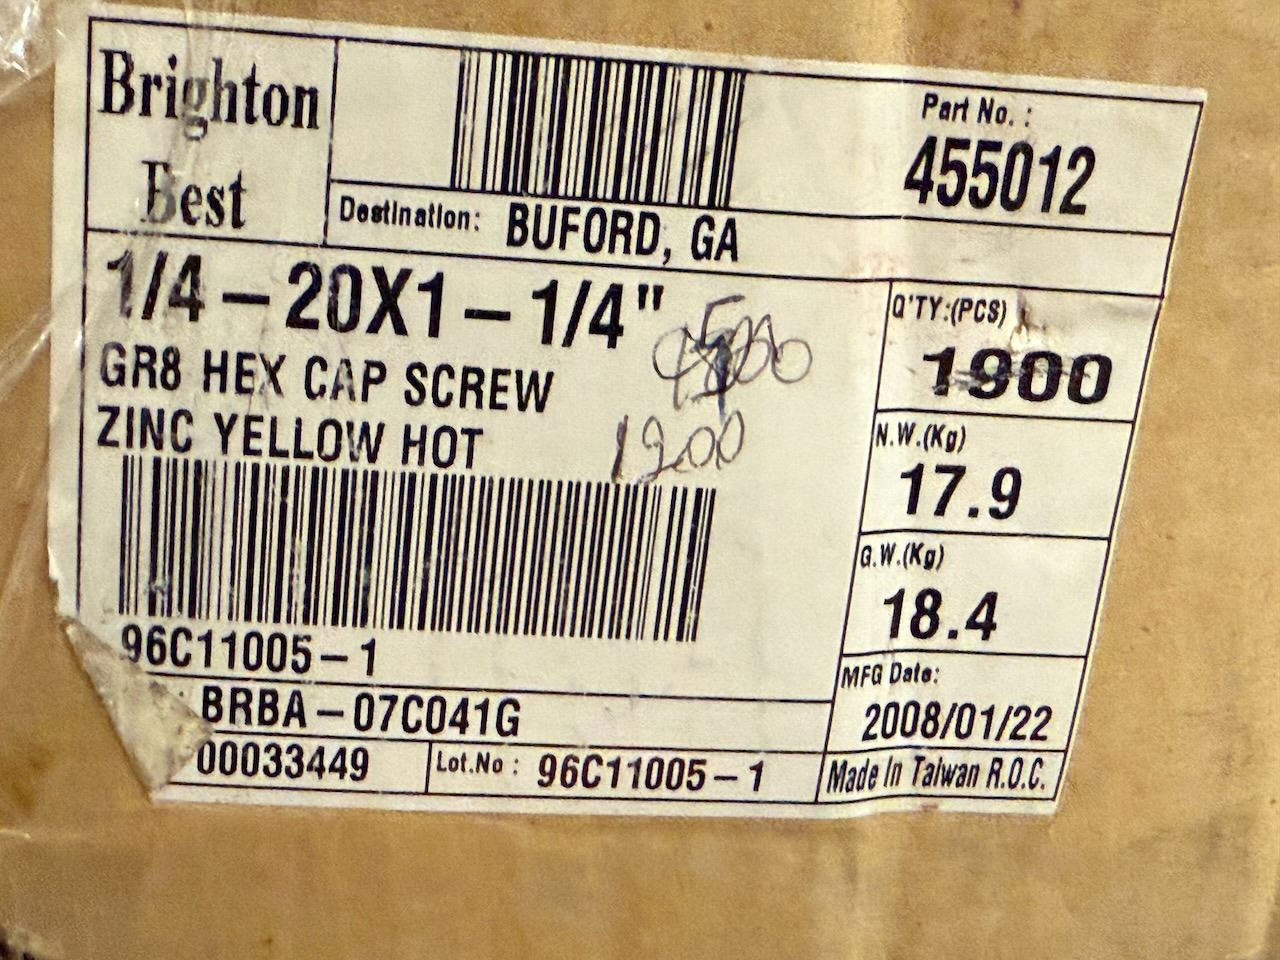 Brighton
Best
Part No. :
455012
Destination: BUFORD, GA
1/4-20X1-1/4"
GR8 HEX CAP SCREW
ZINC YELLOW HOT
1200
96C11005-1
BRBA-07C041G
00033449
Lot.No : 96C11005-1
Q'TY:(PCS)
1900
N.W.(Kg)
17.9
G.W.(Kg)
18.4
MFG Date:
2008/01/22
Made In Taiwan R.O.C.